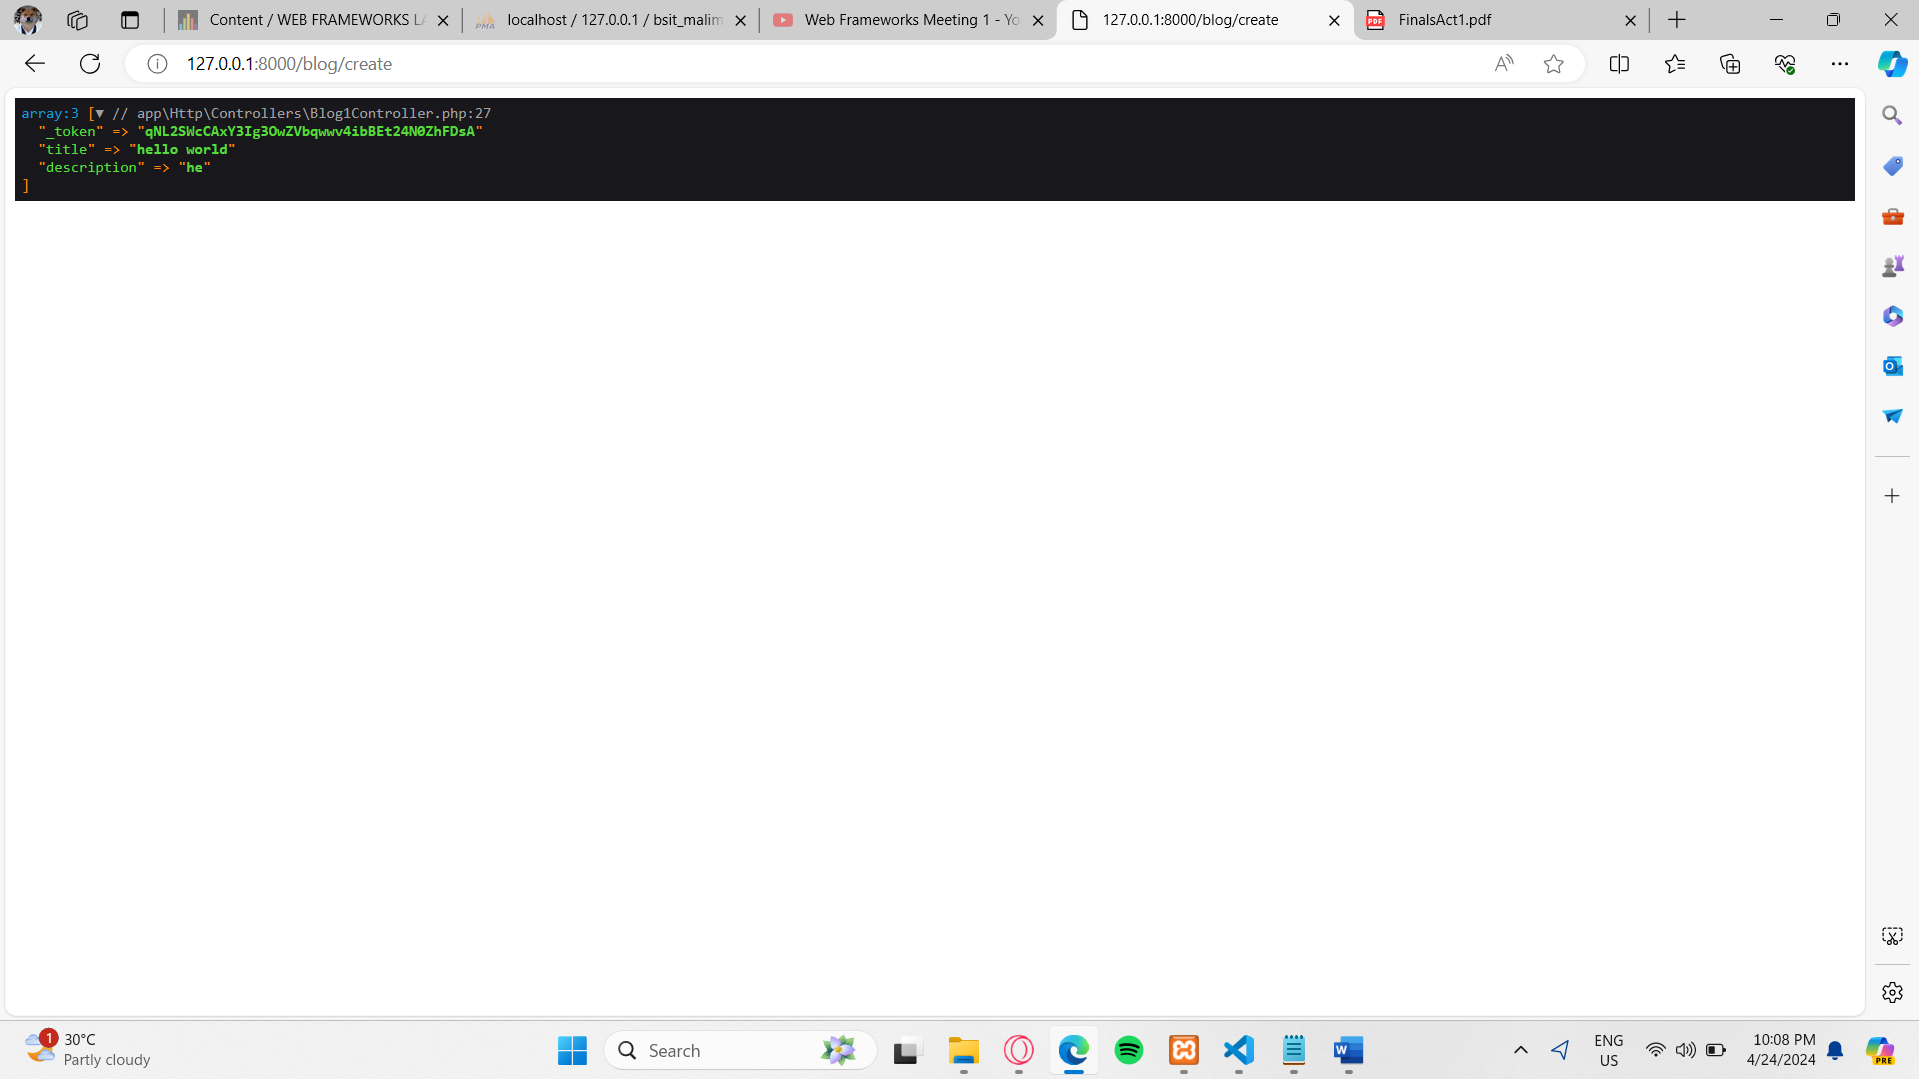 Content / WEB FRAMEWORKS LA
localhost / 127.0.0.1 / bsit_malim
Web Frameworks Meeting 1 - Yo
127.0.0.1:8000/blog/create
FinalsAct1.pdf
127.0.0.1:8000/blog/create
array:3 [▼ // app\Http\Controllers\Blog1Controller.php:27
"_token" => "qNL2SWcCAxY3Ig3OwZVbqwwv4ibBEt24N0ZhFDsA"
"title" => "hello world"
"description" => "he"
]
1
30°C
Partly cloudy
Search
ENG
US
10:08 PM
4/24/2024
PRE